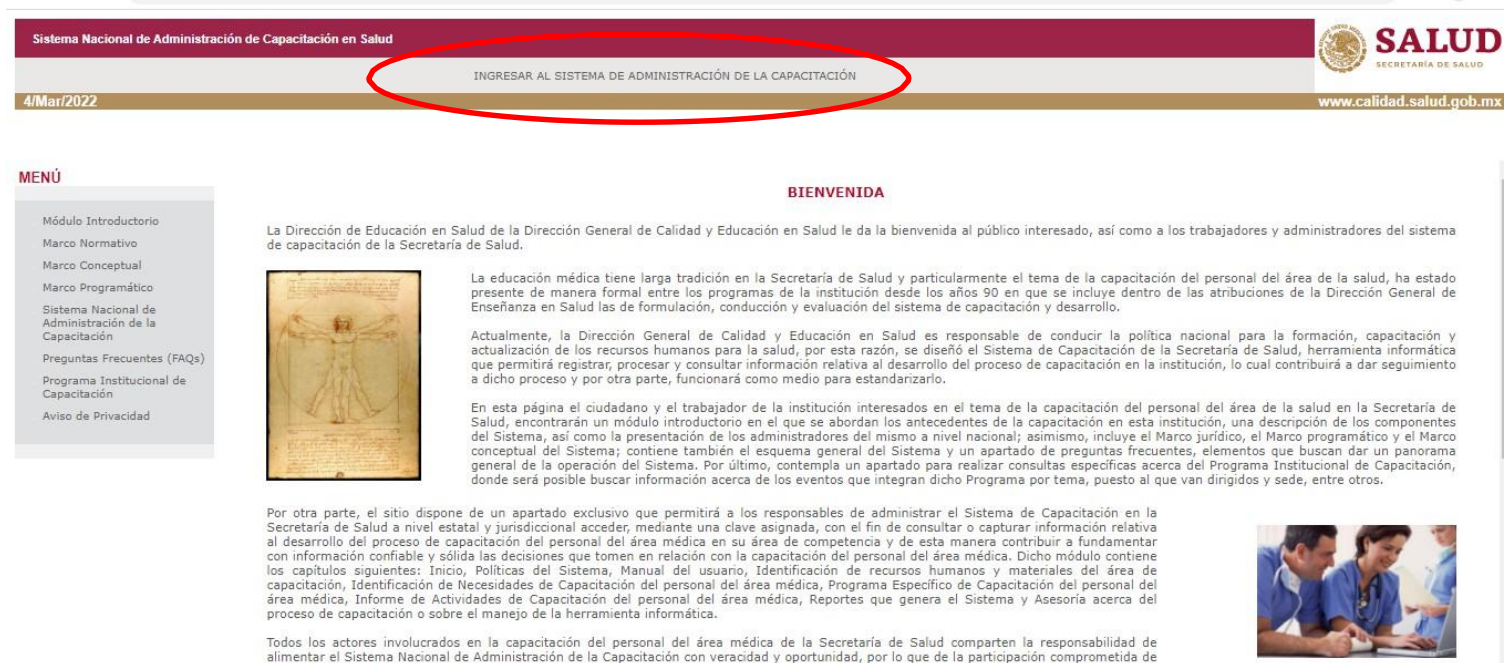 Sistema Nacional de Administración de Capacitación en Salud
SALUD
SECRETARÍA DE SALUD
INGRESAR AL SISTEMA DE ADMINISTRACIÓN DE LA CAPACITACIÓN
4/Mar/2022
www.calidad.salud.gob.mx
MENÚ
Módulo Introductorio
Marco Normativo
Marco Conceptual
Marco Programático
Sistema Nacional de
Administración de la
Capacitación
Preguntas Frecuentes (FAQs)
Programa Institucional de
Capacitación
Aviso de Privacidad
BIENVENIDA
La Dirección de Educación en Salud de la Dirección General de Calidad y Educación en Salud le da la bienvenida al público interesado, así como a los trabajadores y administradores del sistema
de capacitación de la Secretaría de Salud.
La educación médica tiene larga tradición en la Secretaría de Salud y particularmente el tema de la capacitación del personal del área de la salud, ha estado
presente de manera formal entre los programas de la institución desde los años 90 en que se incluye dentro de las atribuciones de la Dirección General de
Enseñanza en Salud las de formulación, conducción y evaluación del sistema de capacitación y desarrollo.
Actualmente, la Dirección General de Calidad y Educación en Salud es responsable de conducir la política nacional para la formación, capacitación y
actualización de los recursos humanos para la salud, por esta razón, se diseñó el Sistema de Capacitación de la Secretaría de Salud, herramienta informática
que permitirá registrar, procesar y consultar información relativa al desarrollo del proceso de capacitación en la institución, lo cual contribuirá a dar seguimiento
a dicho proceso y por otra parte, funcionará como medio para estandarizarlo.
En esta página el ciudadano y el trabajador de la institución interesados en el tema de la capacitación del personal del área de la salud en la Secretaría de
Salud, encontrarán un módulo introductorio en el que se abordan los antecedentes de la capacitación en esta institución, una descripción de los componentes
del Sistema, así como la presentación de los administradores del mismo a nivel nacional; asimismo, incluye el Marco jurídico, el Marco programático y el Marco
conceptual del Sistema; contiene también el esquema general del Sistema y un apartado de preguntas frecuentes, elementos que buscan dar un panorama
general de la operación del Sistema. Por último, contempla un apartado para realizar consultas específicas acerca del Programa Institucional de Capacitación,
donde será posible buscar información acerca de los eventos que integran dicho Programa por tema, puesto al que van dirigidos y sede, entre otros.
Por otra parte, el sitio dispone de un apartado exclusivo que permitirá a los responsables de administrar el Sistema de Capacitación en la
Secretaría de Salud a nivel estatal y jurisdiccional acceder, mediante una clave asignada, con el fin de consultar o capturar información relativa
al desarrollo del proceso de capacitación del personal del área médica en su área de competencia y de esta manera contribuir a fundamentar
con información confiable y sólida las decisiones que tomen en relación con la capacitación del personal del área médica. Dicho módulo contiene
los capítulos siguientes: Inicio, Políticas del Sistema, Manual del usuario, Identificación de recursos humanos y materiales del área de
capacitación, Identificación de Necesidades de Capacitación del personal del área médica, Programa Específico de Capacitación del personal del
área médica, Informe de Actividades de Capacitación del personal del área médica, Reportes que genera el Sistema y Asesoría acerca del
proceso de capacitación o sobre el manejo de la herramienta informática.
Todos los actores involucrados en la capacitación del personal del área médica de la Secretaría de Salud comparten la responsabilidad de
alimentar el Sistema Nacional de Administración de la Capacitación con veracidad y oportunidad, por lo que de la participación comprometida de